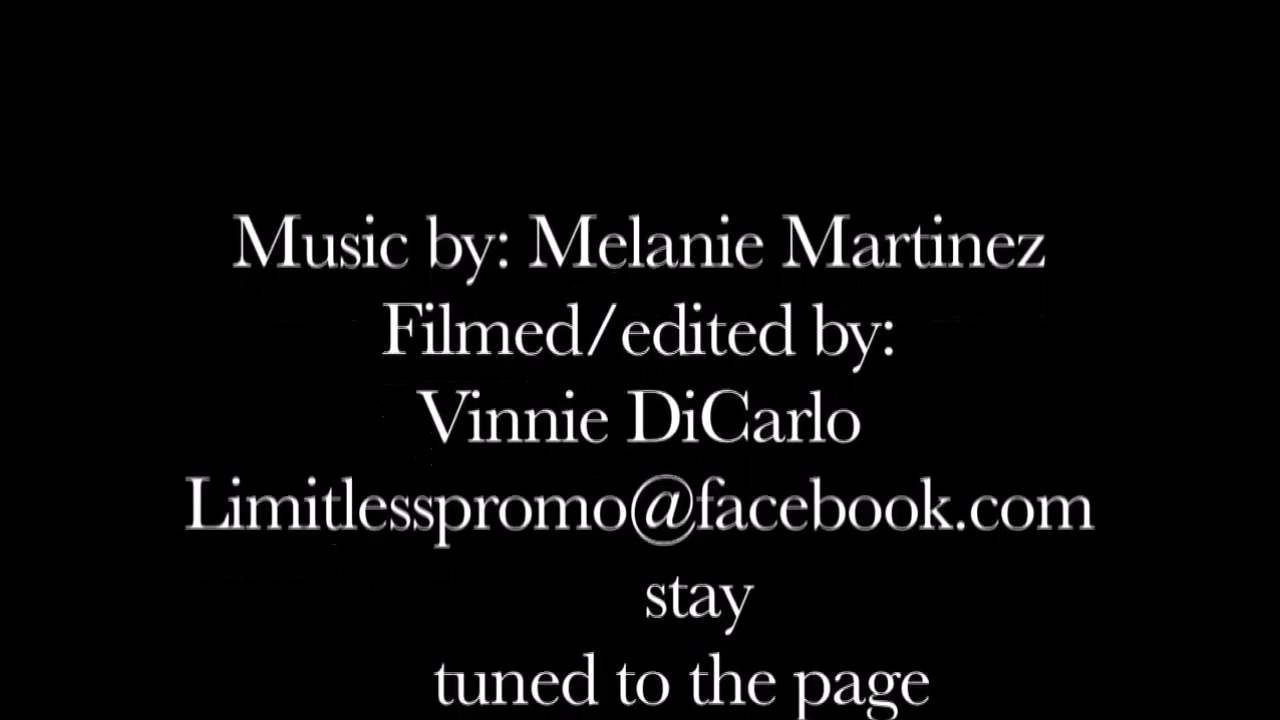 Music by: Melanie Martinez
Filmed/edited by:
Vinnie DiCarlo
Limitlesspromo@facebook.com
stay
tuned to the page